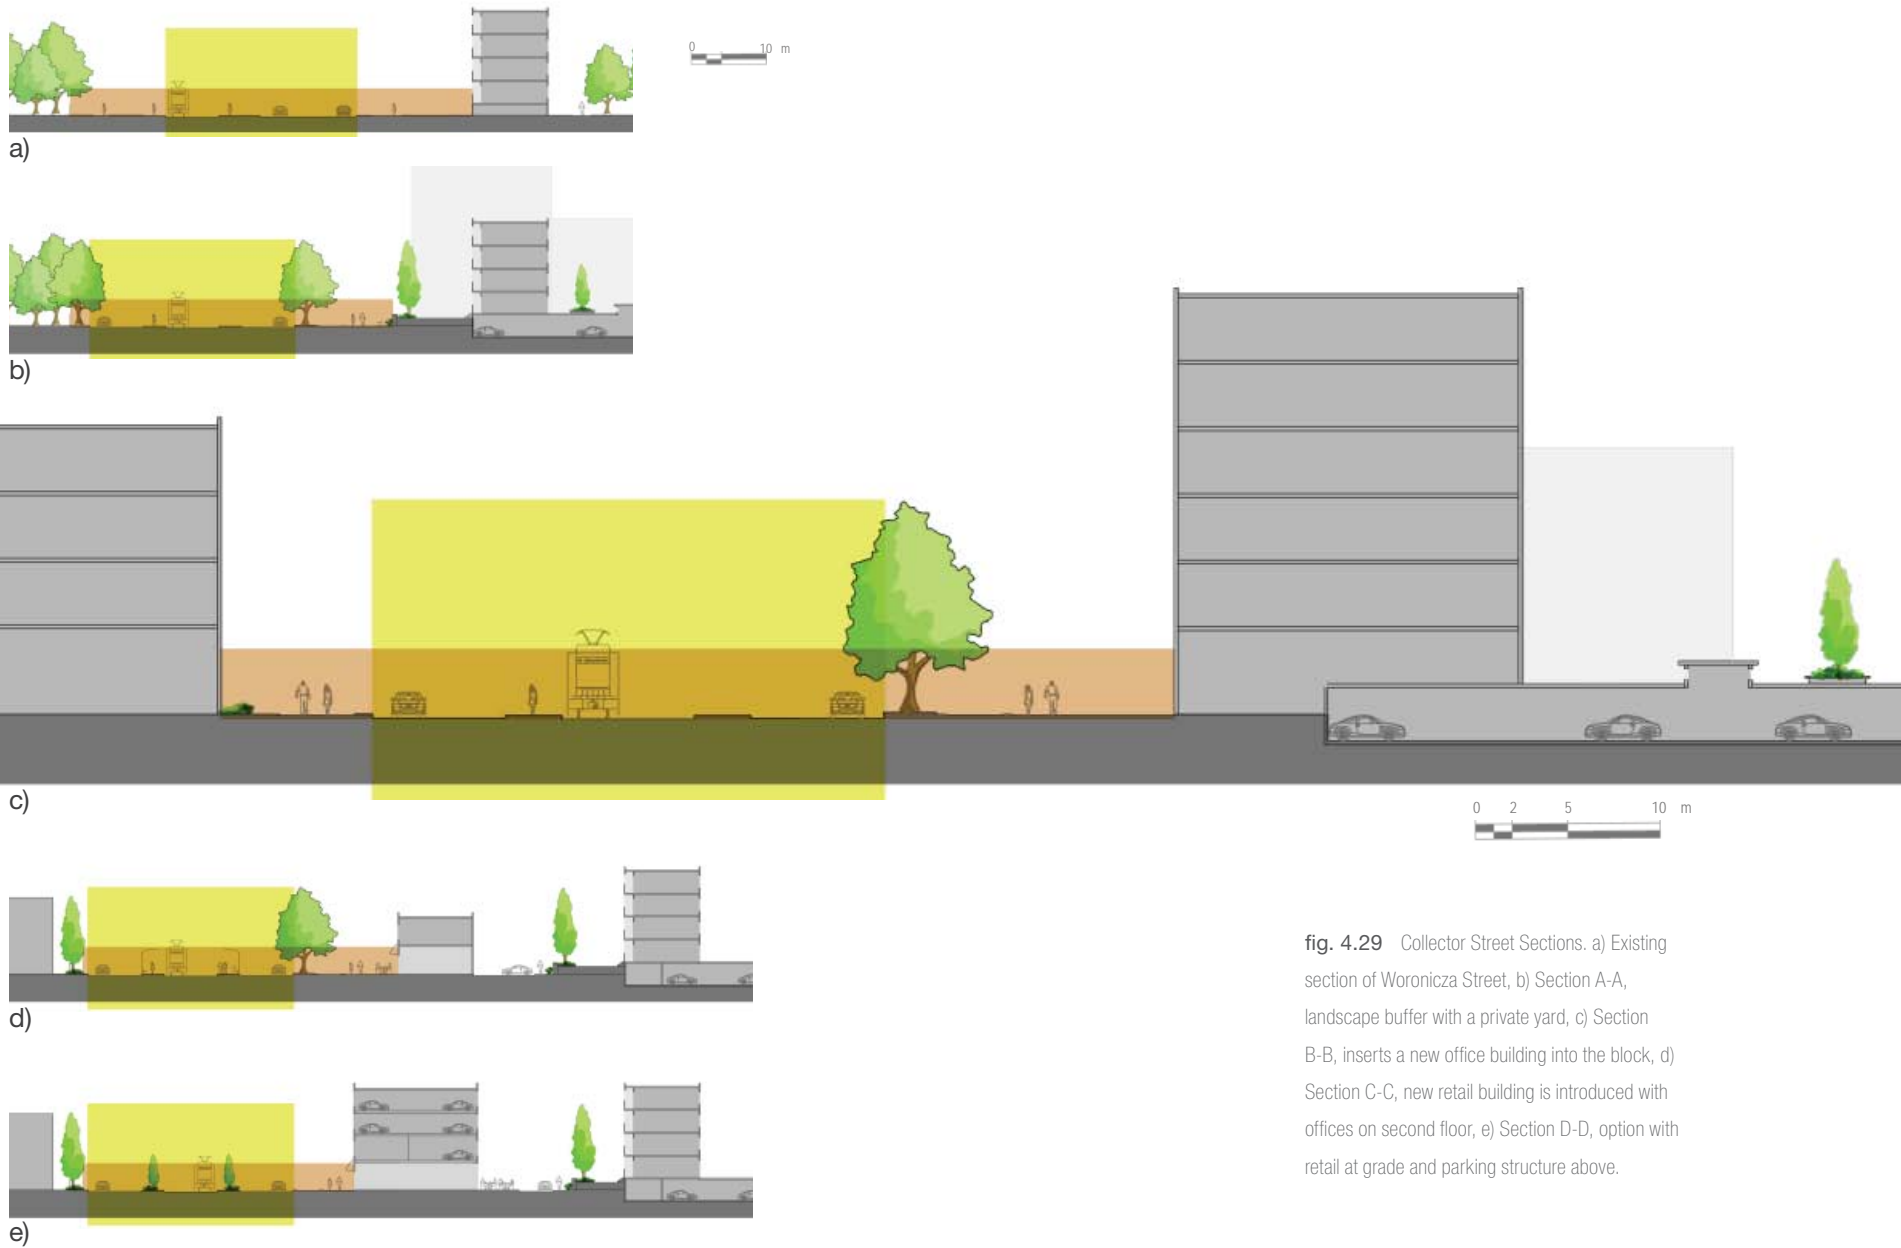 0 10 m
a)
b)
c)
0 2 5 10 m
d)
e)
fig. 4.29 Collector Street Sections. a) Existing
section of Woronicza Street, b) Section A-A,
landscape buffer with a private yard, c) Section
B-B, inserts a new office building into the block, d)
Section C-C, new retail building is introduced with
offices on second floor, e) Section D-D, option with
retail at grade and parking structure above.